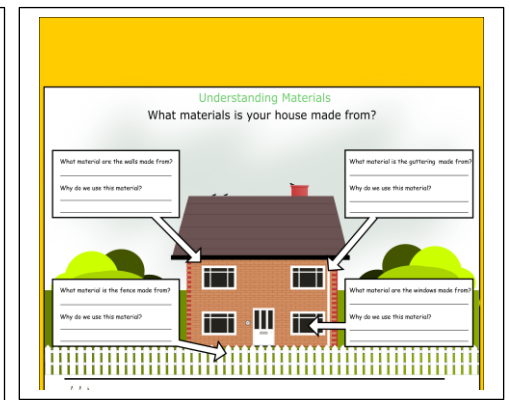 Understanding Materials
What materials is your house made from?
What material are the walls made from?
Why do we use this material?
What material is the guttering made from?
Why do we use this material?
What material is the fence made from?
Why do we use this material?
What material are the windows made from?
Why do we use this material?